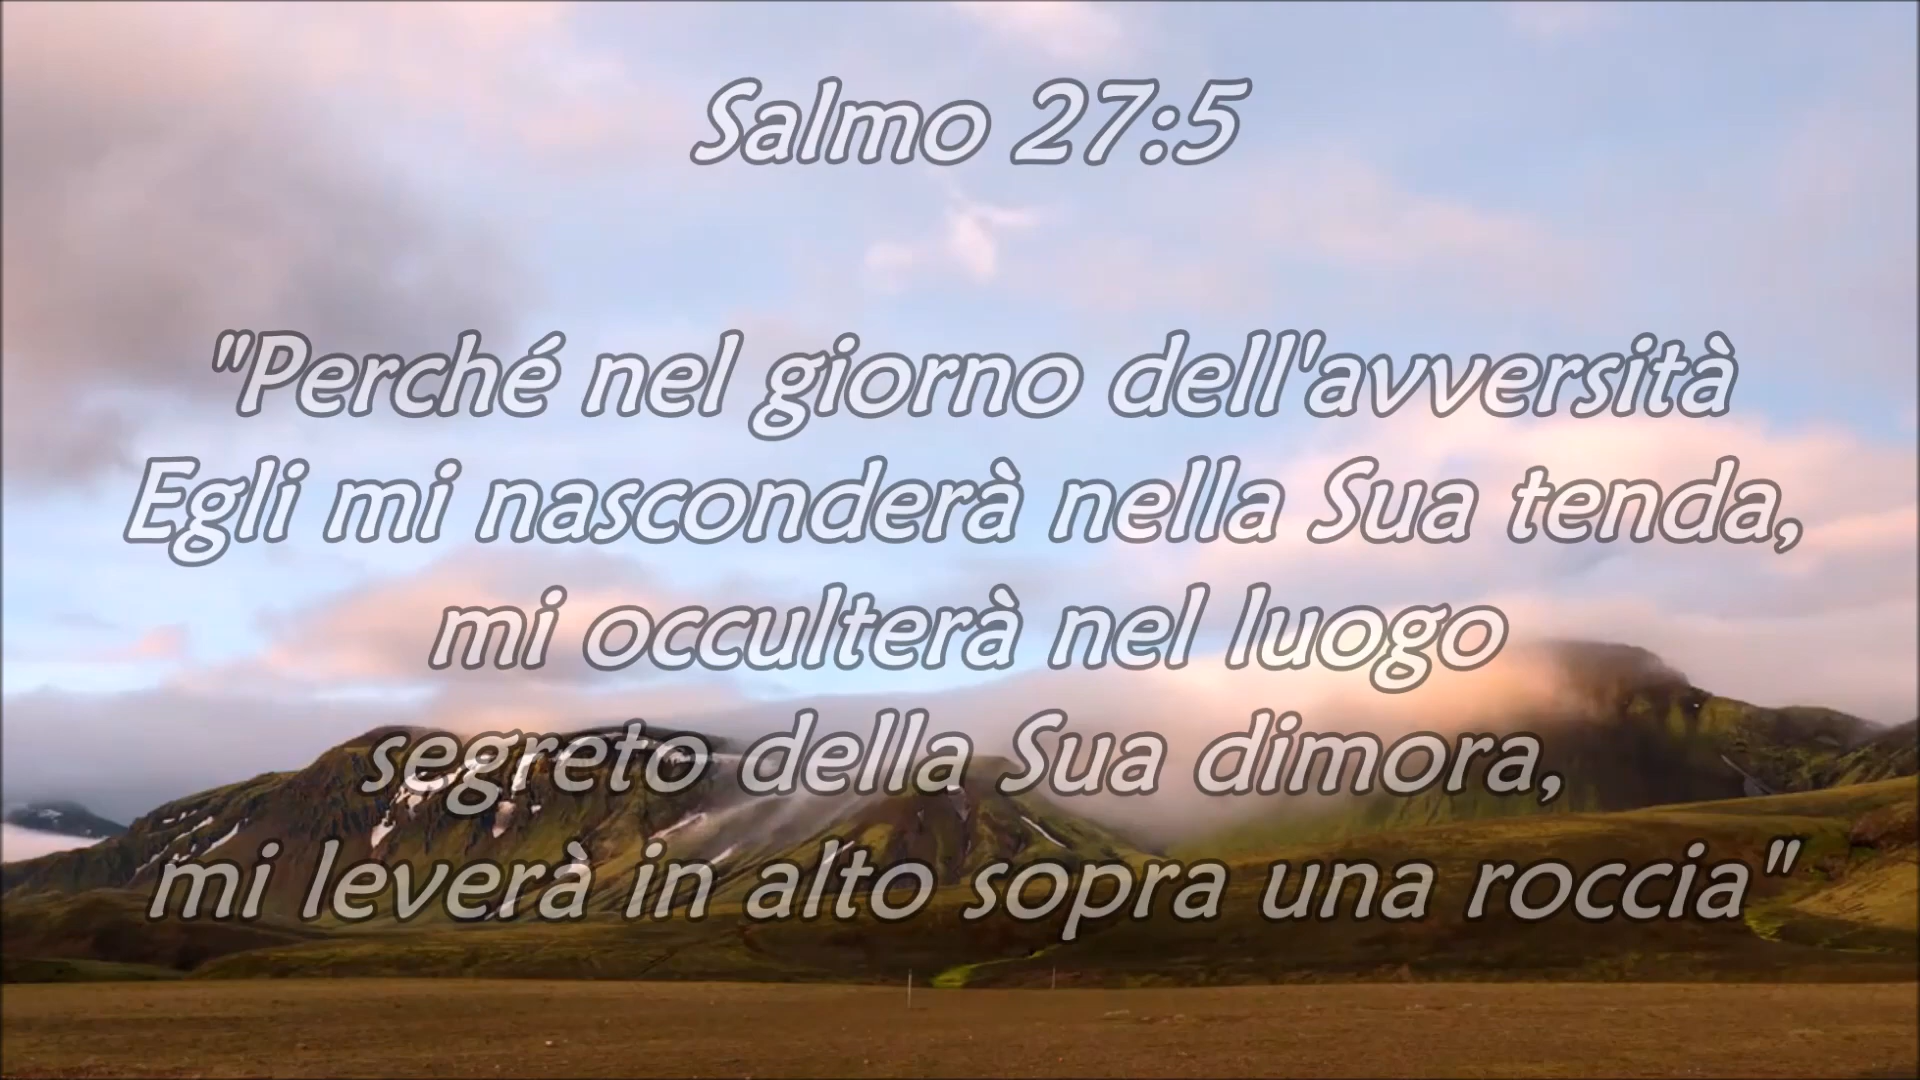 Salmo 27:5
"Perché nel giorno dell'avversità
Egli mi nasconderà nella Sua tenda,
mi occulterà nel luogo
segreto della Sua dimora,
mi leverà in alto sopra una roccia"